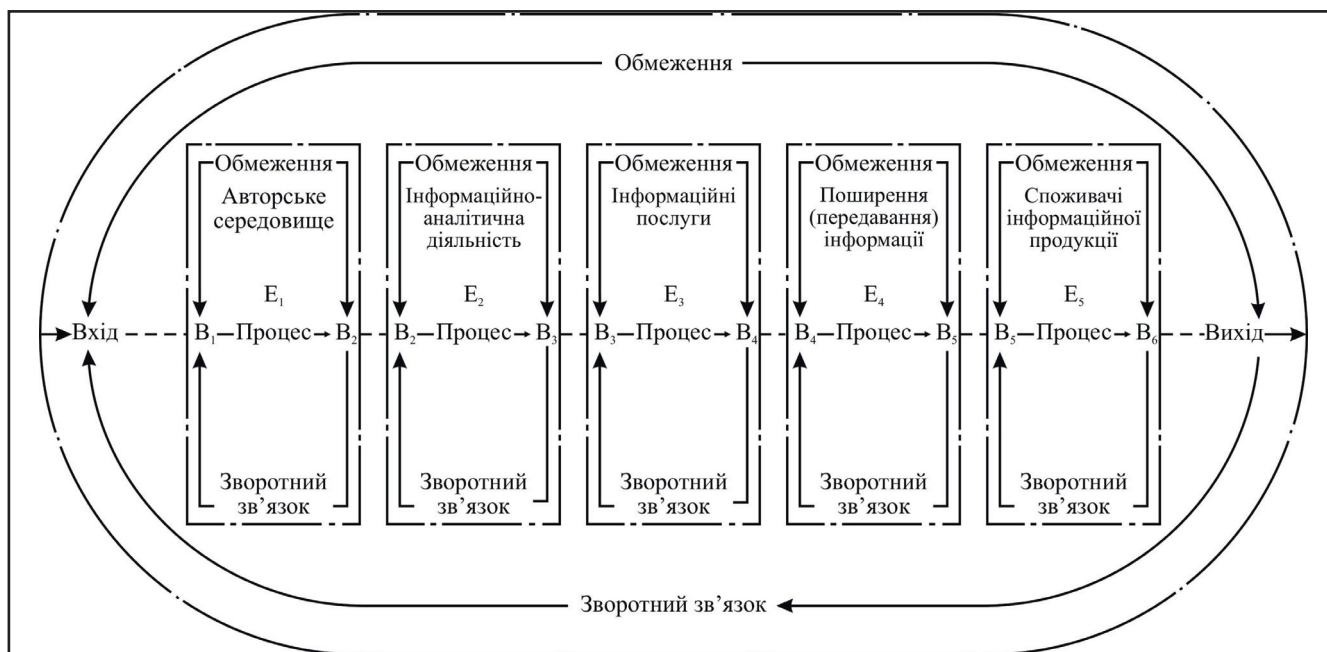 Обмеження
Обмеження
Авторське
середовище
E₁
B₁ Процес B₂
Зворотний
зв’язок
Обмеження
Інформаційно-
аналітична
діяльність
E₂
B₂ Процес B₃
Зворотний
зв’язок
Обмеження
Інформаційні
послуги
E₃
B₃ Процес B₄
Зворотний
зв’язок
Обмеження
Поширення
(передавання)
інформації
E₄
B₄ Процес B₅
Зворотний
зв’язок
Обмеження
Споживачі
інформаційної
продукції
E₅
B₅ Процес B₆
Зворотний
зв’язок
Вхід
Вихід
Зворотний зв’язок